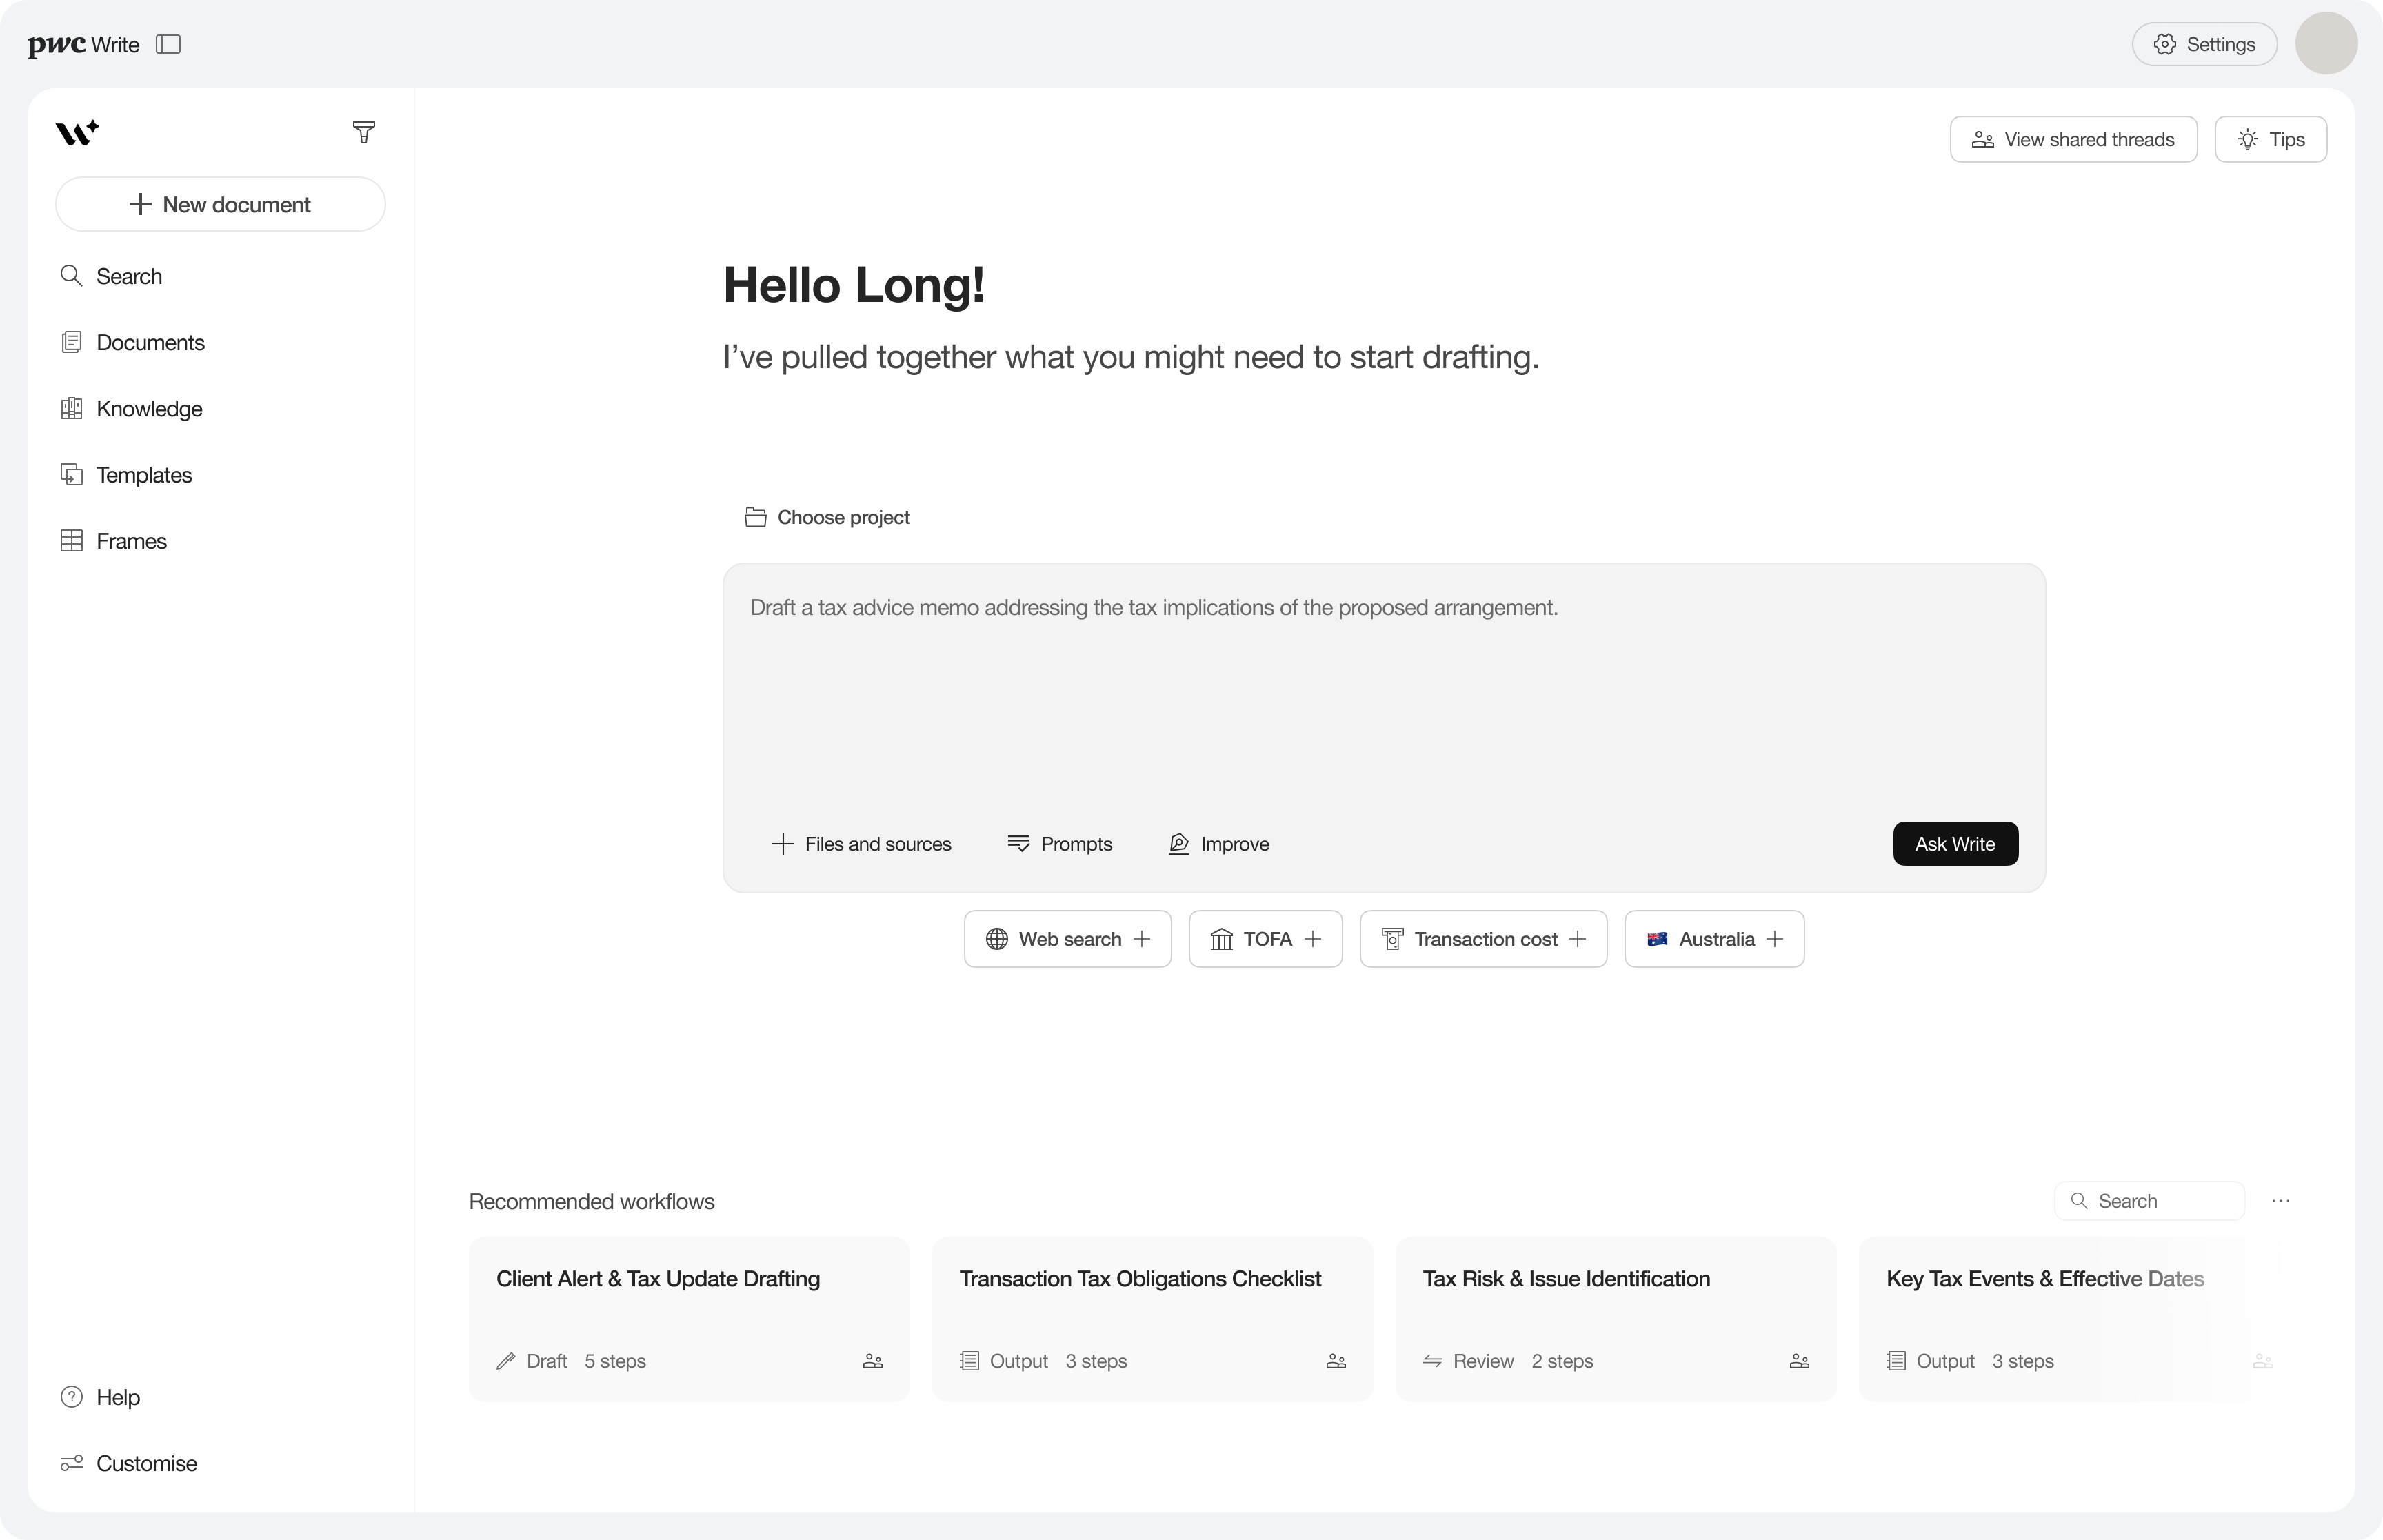 pwc Write
Settings
View shared threads
Tips
New document
Search
Documents
Knowledge
Templates
Frames
Help
Customise
Hello Long!
I’ve pulled together what you might need to start drafting.
Choose project
Draft a tax advice memo addressing the tax implications of the proposed arrangement.
Files and sources
Prompts
Improve
Ask Write
Web search
TOFA
Transaction cost
Australia
Recommended workflows
Search
Client Alert & Tax Update Drafting
Draft 5 steps
Transaction Tax Obligations Checklist
Output 3 steps
Tax Risk & Issue Identification
Review 2 steps
Key Tax Events & Effective Dates
Output 3 steps